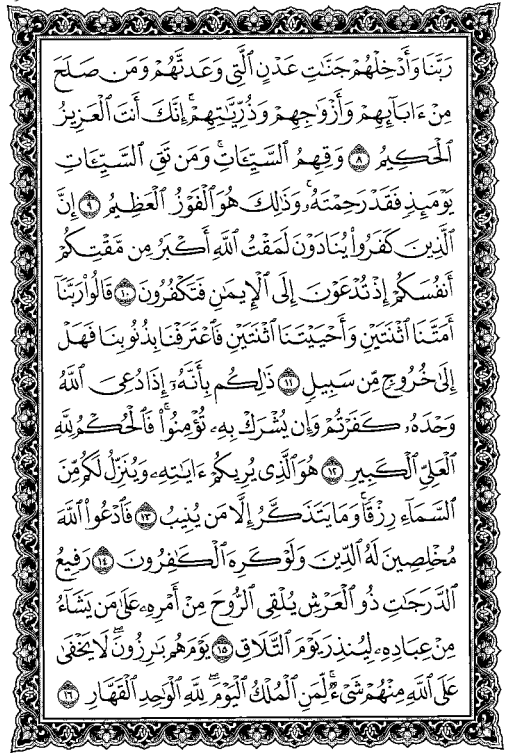 رَبَّنَا وَأَدْخِلْهُمْ جَنَّٰتِ عَدْنٍ ٱلَّتِى وَعَدتَّهُمْ وَمَن صَلَحَ
مِنْ ءَابَآئِهِمْ وَأَزْوَٰجِهِمْ وَذُرِّيَّٰتِهِمْ ۚ إِنَّكَ أَنتَ ٱلْعَزِيزُ
ٱلْحَكِيمُ ٨ وَقِهِمُ ٱلسَّيِّـَٔاتِ ۚ وَمَن تَقِ ٱلسَّيِّـَٔاتِ
يَوْمَئِذٍ فَقَدْ رَحِمْتَهُۥ ۚ وَذَٰلِكَ هُوَ ٱلْفَوْزُ ٱلْعَظِيمُ ٩ إِنَّ
ٱلَّذِينَ كَفَرُوا۟ يُنَادَوْنَ لَمَقْتُ ٱللَّهِ أَكْبَرُ مِن مَّقْتِكُمْ
أَنفُسَكُمْ إِذْ تُدْعَوْنَ إِلَى ٱلْإِيمَٰنِ فَتَكْفُرُونَ ١٠ قَالُوا۟ رَبَّنَآ
أَمَتَّنَا ٱثْنَتَيْنِ وَأَحْيَيْتَنَا ٱثْنَتَيْنِ فَٱعْتَرَفْنَا بِذُنُوبِنَا فَهَلْ
إِلَىٰ خُرُوجٍ مِّن سَبِيلٍ ١١ ذَٰلِكُم بِأَنَّهُۥٓ إِذَا دُعِىَ ٱللَّهُ
وَحْدَهُۥ كَفَرْتُمْ ۖ وَإِن يُشْرَكْ بِهِۦ تُؤْمِنُوا۟ ۚ فَٱلْحُكْمُ لِلَّهِ
ٱلْعَلِىِّ ٱلْكَبِيرِ ١٢ هُوَ ٱلَّذِى يُرِيكُمْ ءَايَٰتِهِۦ وَيُنَزِّلُ لَكُم مِّنَ
ٱلسَّمَآءِ رِزْقًا ۚ وَمَا يَتَذَكَّرُ إِلَّا مَن يُنِيبُ ١٣ فَٱدْعُوا۟ ٱللَّهَ
مُخْلِصِينَ لَهُ ٱلدِّينَ وَلَوْ كَرِهَ ٱلْكَٰفِرُونَ ١٤ رَفِيعُ
ٱلدَّرَجَٰتِ ذُو ٱلْعَرْشِ يُلْقِى ٱلرُّوحَ مِنْ أَمْرِهِۦ عَلَىٰ مَن يَشَآءُ
مِنْ عِبَادِهِۦ لِيُنذِرَ يَوْمَ ٱلتَّلَاقِ ١٥ يَوْمَ هُم بَٰرِزُونَ ۖ لَا يَخْفَىٰ
عَلَى ٱللَّهِ مِنْهُمْ شَىْءٌ ۚ لِّمَنِ ٱلْمُلْكُ ٱلْيَوْمَ ۖ لِلَّهِ ٱلْوَٰحِدِ ٱلْقَهَّارِ ١٦